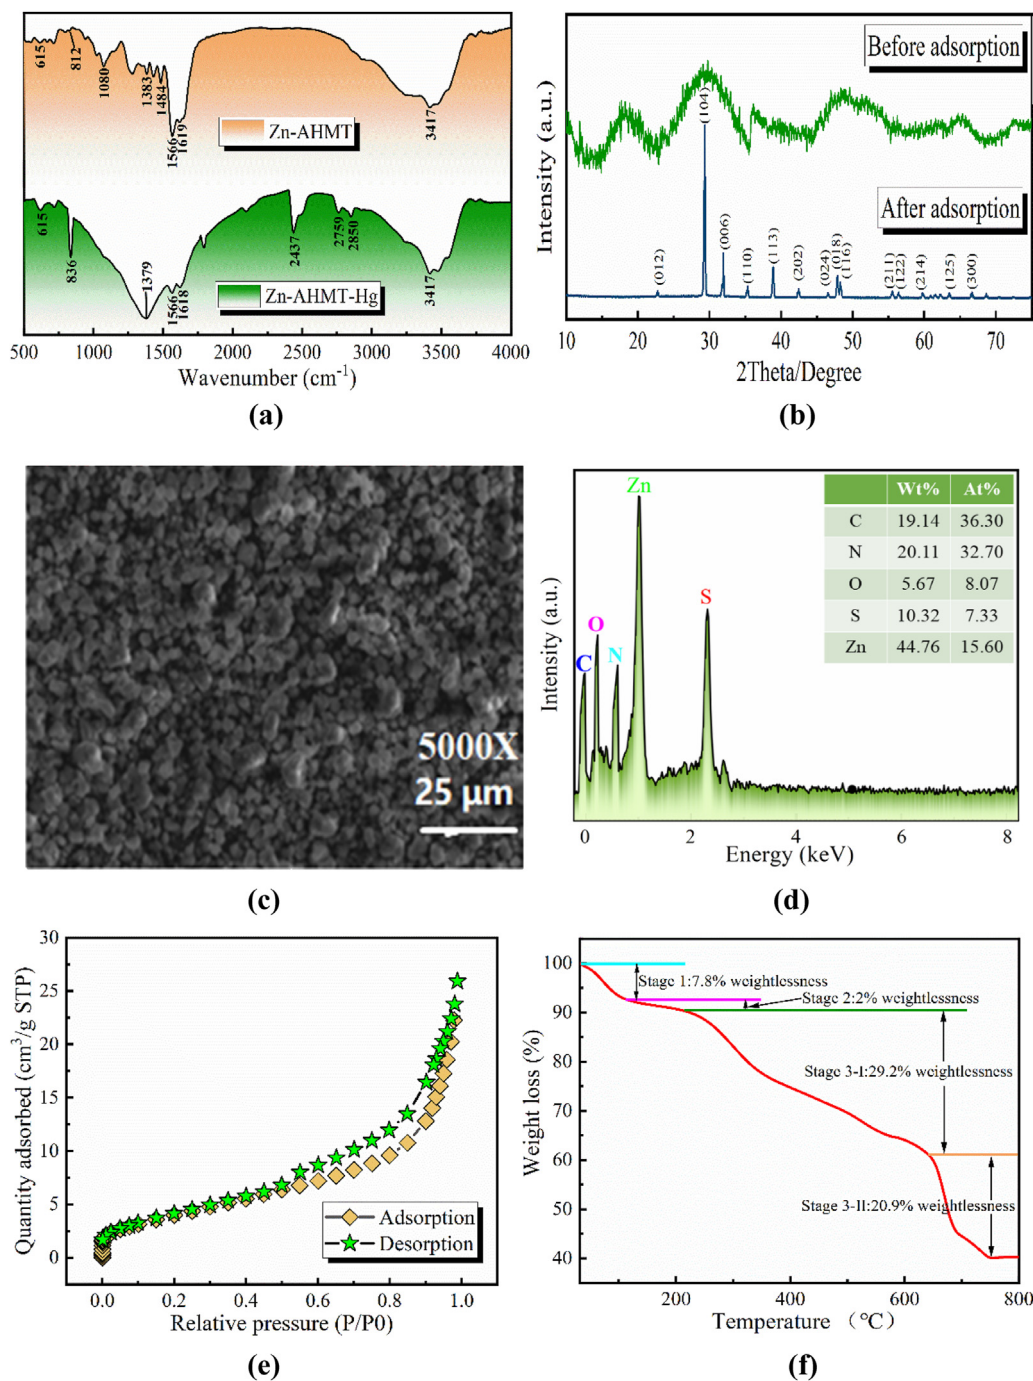 615
812
1080
1383
1484
1566
1619
3417
Zn-AHMT
615
836
1379
1566
1618
2437
2759
2850
3417
Zn-AHMT-Hg
500 1000 1500 2000 2500 3000 3500 4000
Wavenumber (cm⁻¹)
(a)
Intensity (a.u.)
Before adsorption
After adsorption
(012)
(104)
(006)
(110)
(113)
(202)
(024)
(018)
(116)
(211)
(122)
(214)
(125)
(300)
10 20 30 40 50 60 70
2Theta/Degree
(b)
5000X
25 µm
(c)
Intensity (a.u.)
C
O
N
Zn
S
Wt% At%
C 19.14 36.30
N 20.11 32.70
O 5.67 8.07
S 10.32 7.33
Zn 44.76 15.60
0 2 4 6 8
Energy (keV)
(d)
Quantity adsorbed (cm³/g STP)
30
25
20
15
10
5
0
Adsorption
Desorption
0.0 0.2 0.4 0.6 0.8 1.0
Relative pressure (P/P0)
(e)
Weight loss (%)
100
90
80
70
60
50
40
Stage 1:7.8% weightlessness
Stage 2:2% weightlessness
Stage 3-I:29.2% weightlessness
Stage 3-II:20.9% weightlessness
200 400 600 800
Temperature （°C）
(f)